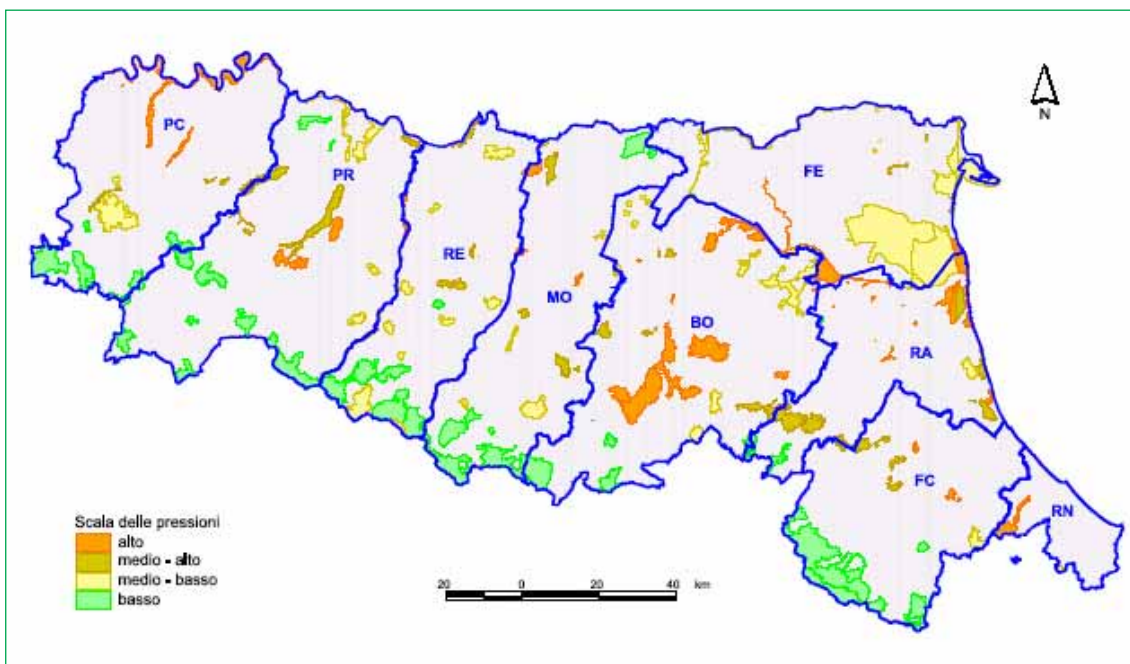 N
PC
PR
FE
RE
MO
BO
RA
FC
RN
Scala delle pressioni
alto
medio - alto
medio - basso
basso
20 0 20 40 km